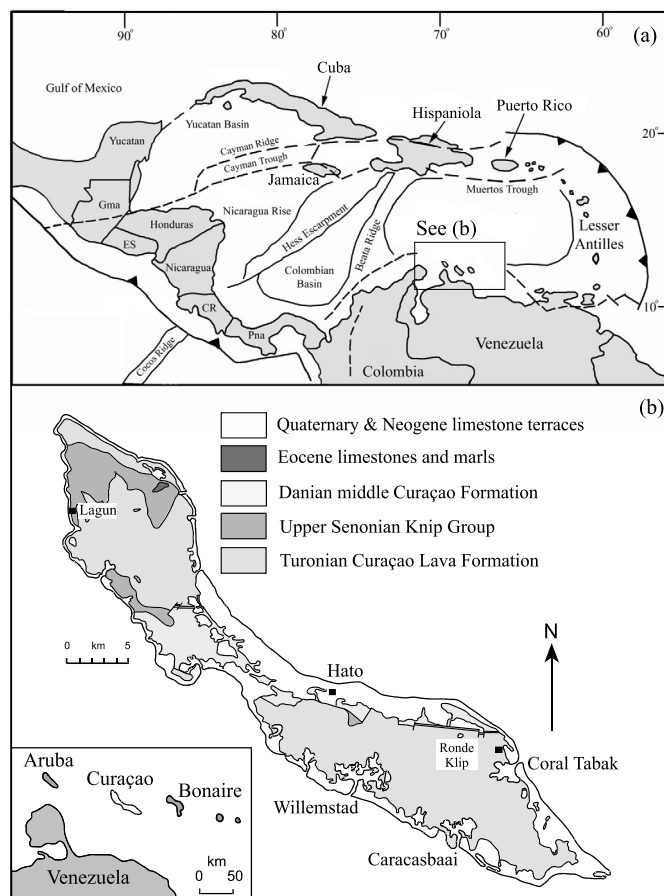 (a)
90°
80°
70°
60°
Gulf of Mexico
Cuba
Puerto Rico
Hispaniola
20°
Yucatan Basin
Yucatan
Cayman Ridge
Cayman Trough
Jamaica
Muertos Trough
Gma
Nicaragua Rise
Honduras
Hess Escarpment
See (b)
Lesser
Antilles
ES
Beata Ridge
Nicaragua
Colombian
Basin
10°
CR
Pna
Cocos Ridge
Venezuela
Colombia
(b)
Quaternary & Neogene limestone terraces
Eocene limestones and marls
Danian middle Curaçao Formation
Upper Senonian Knip Group
Turonian Curaçao Lava Formation
Lagun
0 km 5
N
Hato
Ronde
Klip
Coral Tabak
Willemstad
Caracasbaai
Aruba
Curaçao
Bonaire
km
0 50
Venezuela